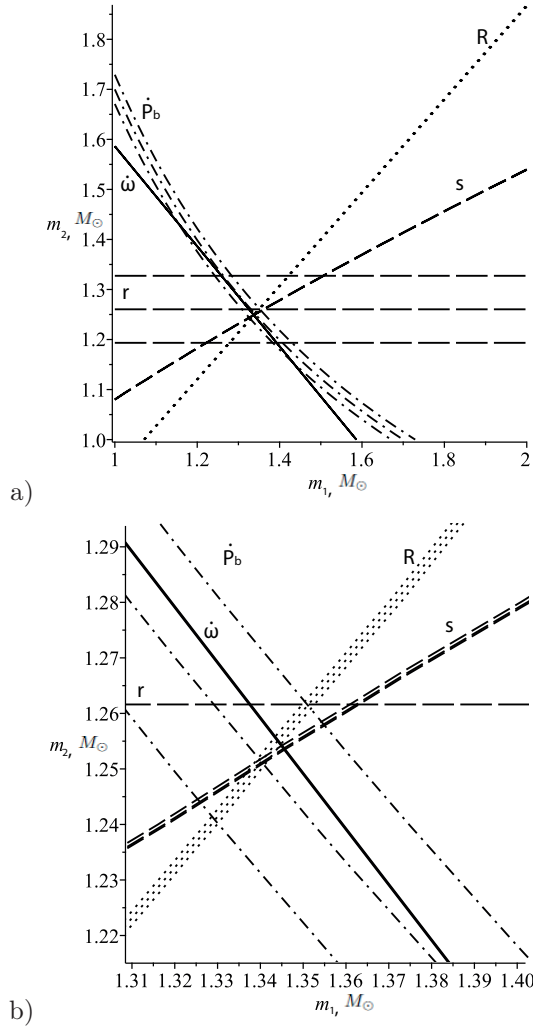 1.8
1.7
1.6
1.5
1.4
1.3
1.2
1.1
1.0
m₂, M☉
R
Ṗb
ω̇
s
r
1 1.2 1.4 1.6 1.8 2
m₁, M☉
a)
1.29
1.28
1.27
1.26
1.25
1.24
1.23
1.22
m₂, M☉
Ṗb
R
ω̇
s
r
1.31 1.32 1.33 1.34 1.35 1.36 1.37 1.38 1.39 1.40
m₁, M☉
b)